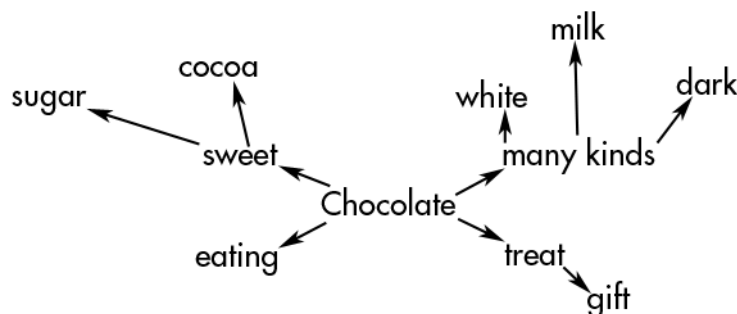 milk
cocoa
dark
sugar
white
sweet
many kinds
Chocolate
eating
treat
gift